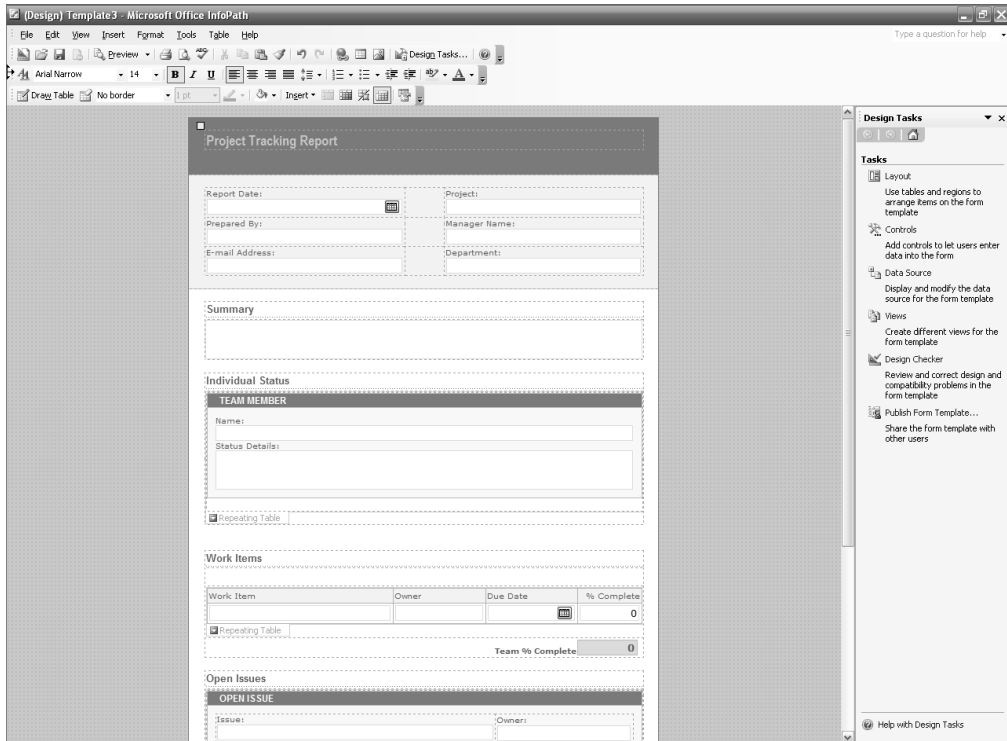 (Design) Template3 - Microsoft Office InfoPath
File Edit View Insert Format Tools Table Help
Type a question for help
Preview
Design Tasks...
Arial Narrow 14 B I U A
Draw Table No border 1 pt Insert
Design Tasks
Tasks
Layout
Use tables and regions to
arrange items on the form
template
Controls
Add controls to let users enter
data into the form
Data Source
Display and modify the data
source for the form template
Views
Create different views for the
form template
Design Checker
Review and correct design and
compatibility problems in the
form template
Publish Form Template...
Share the form template with
other users
Help with Design Tasks
Project Tracking Report
Report Date: Project:
Prepared By: Manager Name:
E-mail Address: Department:
Summary
Individual Status
TEAM MEMBER
Name:
Status Details:
Repeating Table
Work Items
Work Item Owner Due Date % Complete
0
Repeating Table
Team % Complete 0
Open Issues
OPEN ISSUE
Issue: Owner: